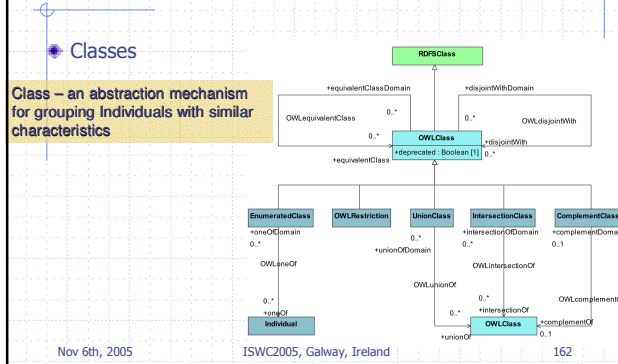 Classes
Class – an abstraction mechanism
for grouping Individuals with similar
characteristics
RDFSClass
+equivalentClassDomain
+disjointWithDomain
0..*
0..*
OWLequivalentClass
OWLdisjointWith
0..*
OWLClass
+disjointWith
+deprecated : Boolean [1]
0..*
+equivalentClass
EnumeratedClass
OWLRestriction
UnionClass
IntersectionClass
ComplementClass
+oneOfDomain
0..*
+intersectionOfDomain
+complementDoma
0..*
+unionOfDomain
0..*
0..1
OWLoneOf
OWLintersectionOf
OWLunionOf
OWLcomplement
0..*
0..*
0..*
+oneOf
+intersectionOf
Individual
OWLClass
+complementOf
+unionOf
0..1
Nov 6th, 2005
ISWC2005, Galway, Ireland
162